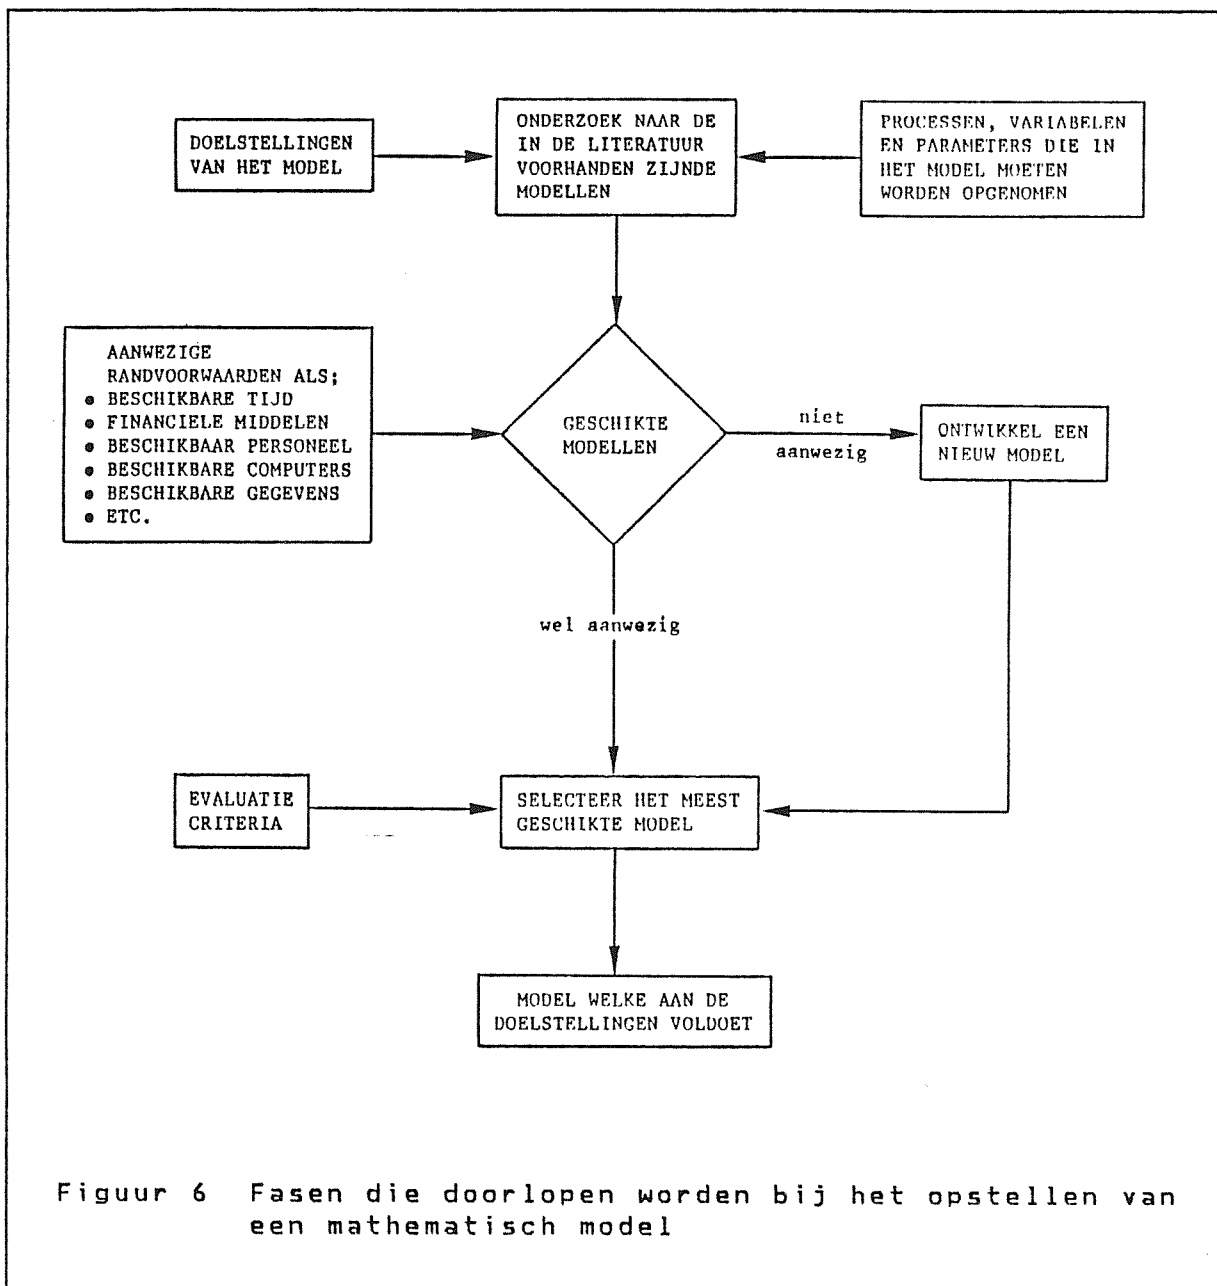 DOELSTELLINGEN
VAN HET MODEL
ONDERZOEK NAAR DE
IN DE LITERATUUR
VOORHANDEN ZIJNDE
MODELLEN
PROCESSEN, VARIABELEN
EN PARAMETERS DIE IN
HET MODEL MOETEN
WORDEN OPGENOMEN
AANWEZIGE
RANDVOORWAARDEN ALS;
● BESCHIKBARE TIJD
● FINANCIELE MIDDELEN
● BESCHIKBAAR PERSONEEL
● BESCHIKBARE COMPUTERS
● BESCHIKBARE GEGEVENS
● ETC.
GESCHIKTE
MODELLEN
niet
aanwezig
ONTWIKKEL EEN
NIEUW MODEL
wel aanwezig
EVALUATIE
CRITERIA
SELECTEER HET MEEST
GESCHIKTE MODEL
MODEL WELKE AAN DE
DOELSTELLINGEN VOLDOET
Figuur 6 Fasen die doorlopen worden bij het opstellen van
een mathematisch model